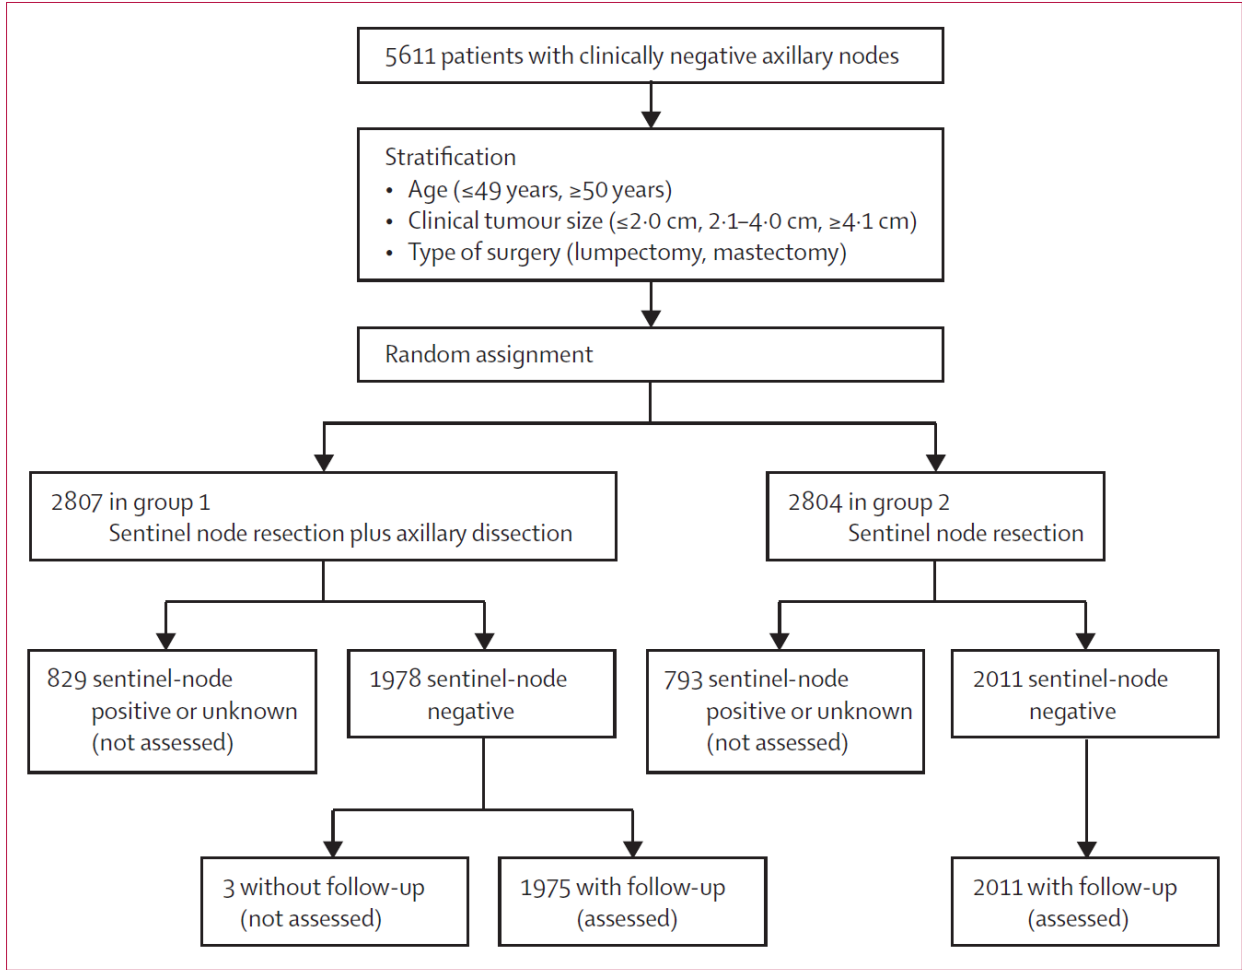 5611 patients with clinically negative axillary nodes
Stratification
• Age (≤49 years, ≥50 years)
• Clinical tumour size (≤2·0 cm, 2·1–4·0 cm, ≥4·1 cm)
• Type of surgery (lumpectomy, mastectomy)
Random assignment
2807 in group 1
Sentinel node resection plus axillary dissection
2804 in group 2
Sentinel node resection
829 sentinel-node
positive or unknown
(not assessed)
1978 sentinel-node
negative
793 sentinel-node
positive or unknown
(not assessed)
2011 sentinel-node
negative
3 without follow-up
(not assessed)
1975 with follow-up
(assessed)
2011 with follow-up
(assessed)